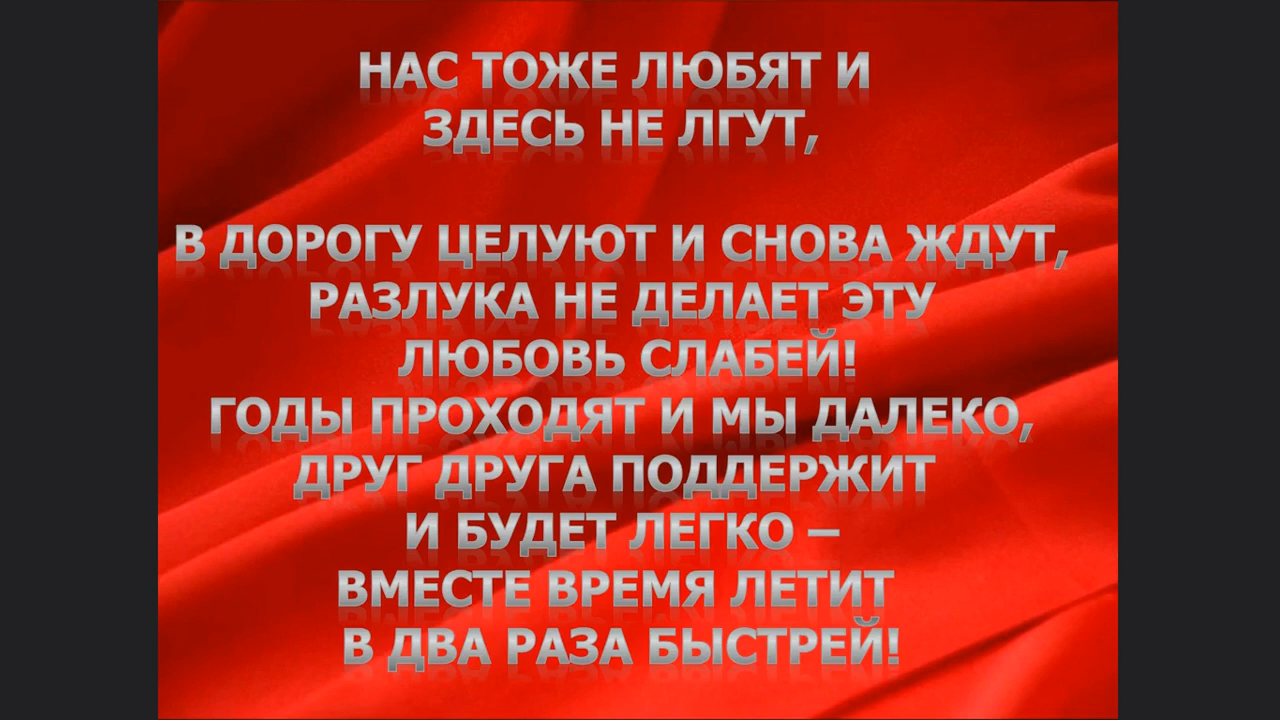 НАС ТОЖЕ ЛЮБЯТ И
ЗДЕСЬ НЕ ЛГУТ,
В ДОРОГУ ЦЕЛУЮТ И СНОВА ЖДУТ,
РАЗЛУКА НЕ ДЕЛАЕТ ЭТУ
ЛЮБОВЬ СЛАБЕЙ!
ГОДЫ ПРОХОДЯТ И МЫ ДАЛЕКО,
ДРУГ ДРУГА ПОДДЕРЖИТ
И БУДЕТ ЛЕГКО –
ВМЕСТЕ ВРЕМЯ ЛЕТИТ
В ДВА РАЗА БЫСТРЕЙ!